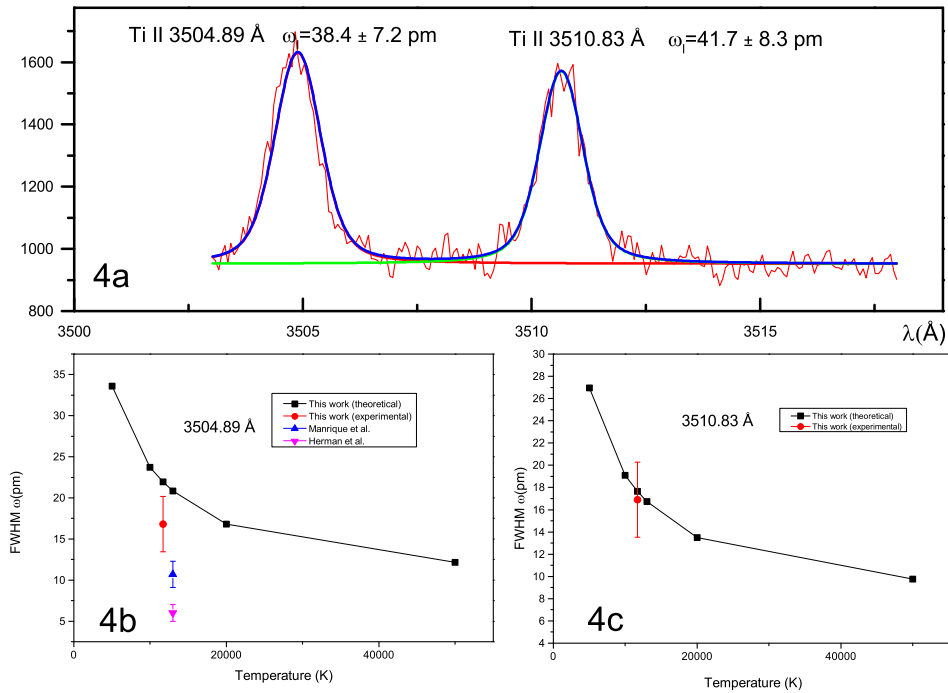 Ti II 3504.89 Å ω=38.4 ± 7.2 pm
Ti II 3510.83 Å ωl=41.7 ± 8.3 pm
1600
1400
1200
1000
800
4a
3500
3505
3510
3515
λ(Å)
35
30
25
20
15
10
5
FWHM ω(pm)
3504.89 Å
This work (theoretical)
This work (experimental)
Manrique et al.
Herman et al.
4b
0
20000
40000
Temperature (K)
30
28
26
24
22
20
18
16
14
12
10
8
6
4
FWHM ω(pm)
3510.83 Å
This work (theoretical)
This work (experimental)
4c
0
20000
40000
Temperature (K)